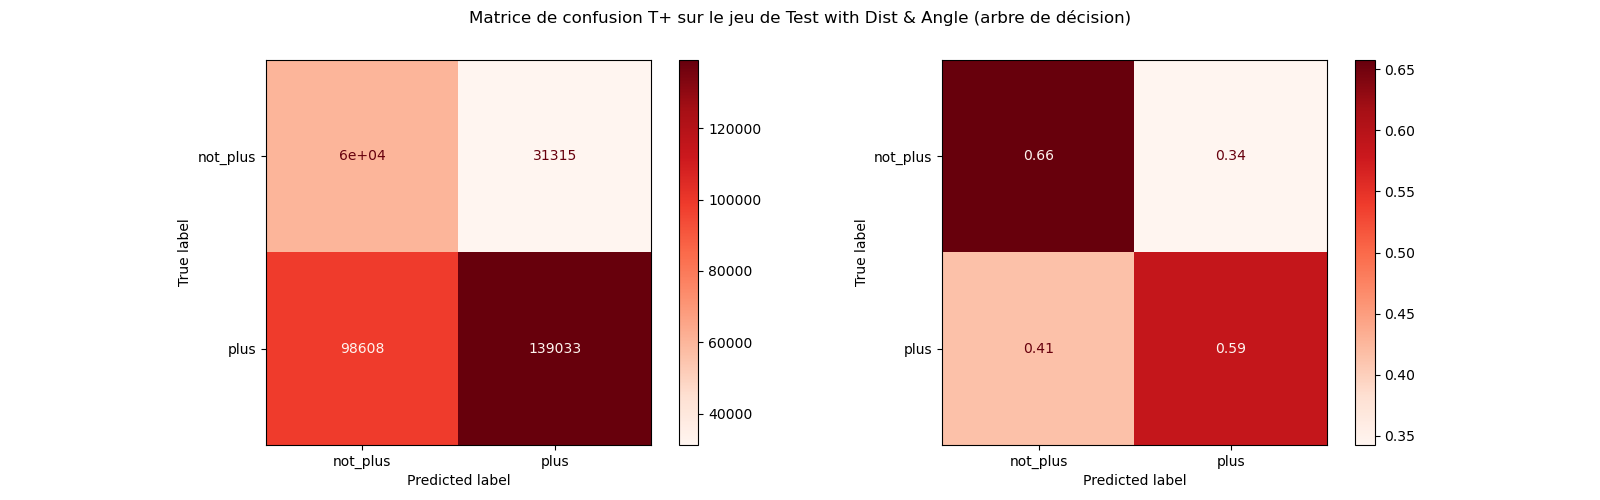 Matrice de confusion T+ sur le jeu de Test with Dist & Angle (arbre de décision)
True label
not_plus
plus
6e+04 31315
98608 139033
not_plus plus
Predicted label
120000
100000
80000
60000
40000
True label
not_plus
plus
0.66 0.34
0.41 0.59
not_plus plus
Predicted label
0.65
0.60
0.55
0.50
0.45
0.40
0.35